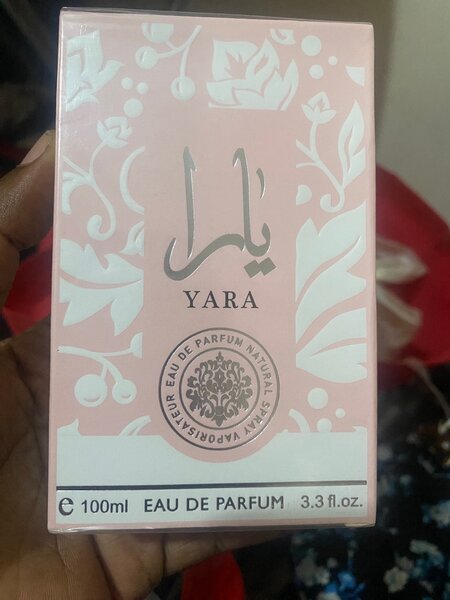 يارا
YARA
EAU DE PARFUM NATURAL SPRAY VAPORISATEUR
e 100ml EAU DE PARFUM 3.3 fl.oz.